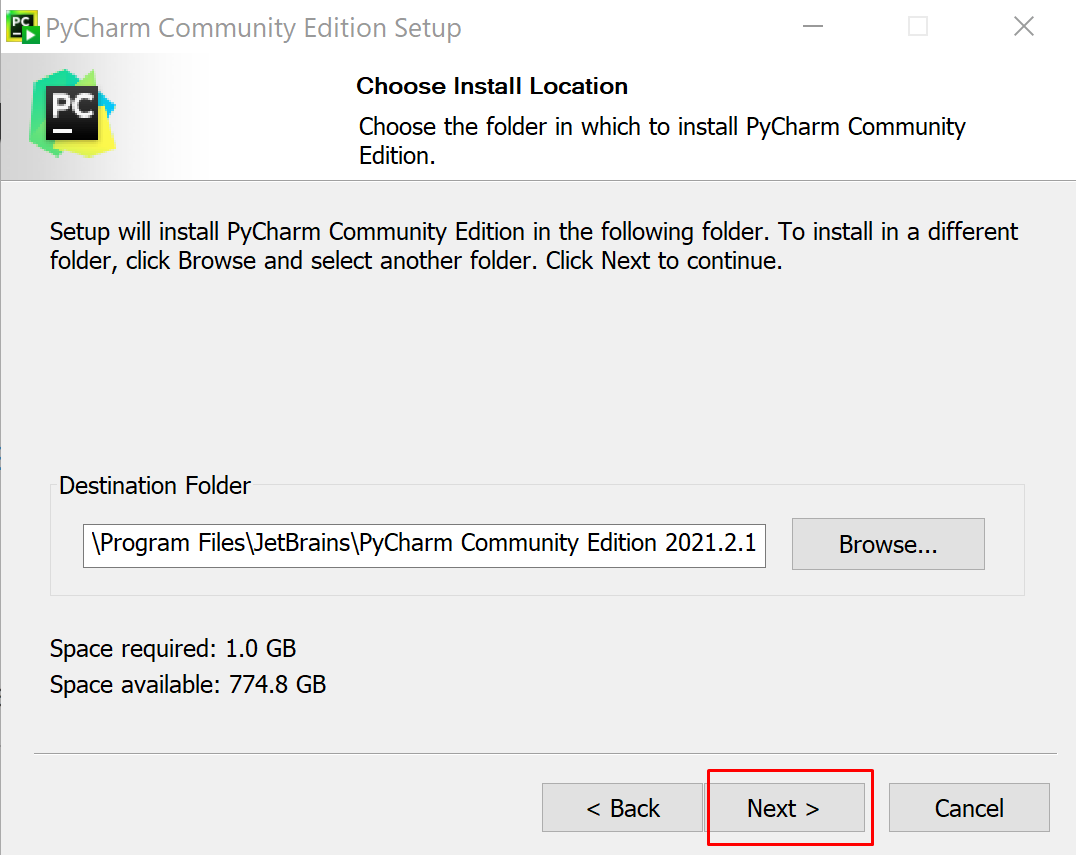 PC
PyCharm Community Edition Setup
PC
Choose Install Location
Choose the folder in which to install PyCharm Community
Edition.
Setup will install PyCharm Community Edition in the following folder. To install in a different
folder, click Browse and select another folder. Click Next to continue.
Destination Folder
\Program Files\JetBrains\PyCharm Community Edition 2021.2.1
Browse...
Space required: 1.0 GB
Space available: 774.8 GB
< Back
Next >
Cancel